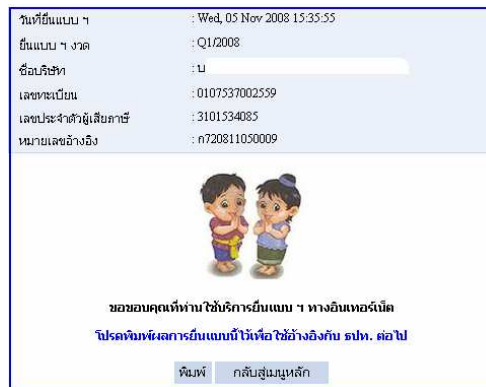 วันที่ยื่นแบบ ฯ : Wed, 05 Nov 2008 15:35:55
ยื่นแบบ ฯ งวด : Q1/2008
ชื่อบริษัท : บ
เลขทะเบียน : 0107537002559
เลขประจำตัวผู้เสียภาษี : 3101534085
หมายเลขอ้างอิง : ก720811050009
ขอขอบคุณที่ท่านใช้บริการยื่นแบบ ฯ ทางอินเทอร์เน็ต
โปรดพิมพ์ผลการยื่นแบบนี้ไว้เพื่อใช้อ้างอิงกับ ธปท. ต่อไป
พิมพ์ กลับสู่เมนูหลัก